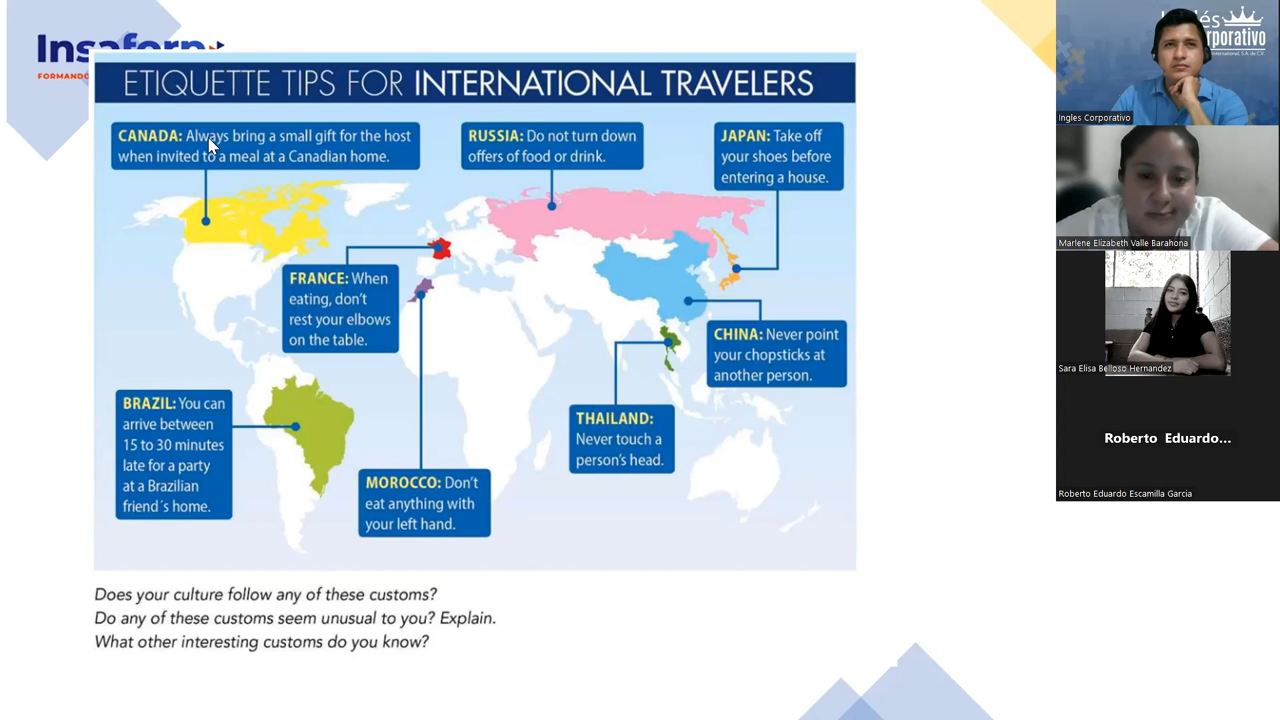 FORMANDO
ETIQUETTE TIPS FOR INTERNATIONAL TRAVELERS
CANADA: Always bring a small gift for the host
when invited to a meal at a Canadian home.
RUSSIA: Do not turn down
offers of food or drink.
JAPAN: Take off
your shoes before
entering a house.
FRANCE: When
eating, don't
rest your elbows
on the table.
CHINA: Never point
your chopsticks at
another person.
BRAZIL: You can
arrive between
15 to 30 minutes
late for a party
at a Brazilian
friend´s home.
THAILAND:
Never touch a
person's head.
MOROCCO: Don't
eat anything with
your left hand.
Does your culture follow any of these customs?
Do any of these customs seem unusual to you? Explain.
What other interesting customs do you know?
Ingles Corporativo
Marlene Elizabeth Valle Barahona
Sara Elisa Belloso Hernandez
Roberto Eduardo...
Roberto Eduardo Escamilla Garcia